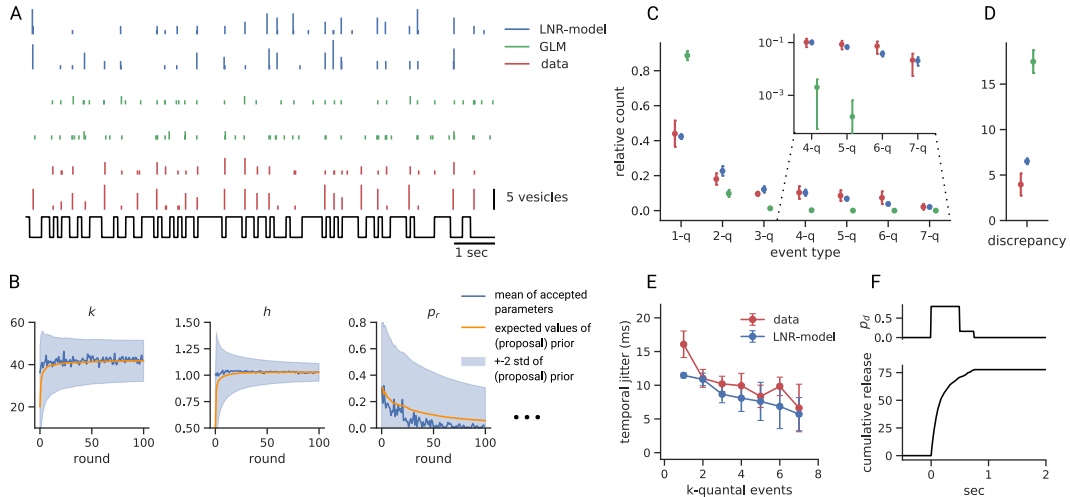 A
LNR-model
GLM
data
5 vesicles
1 sec
B
k
h
p_r
60
40
20
0
50
100
round
1.50
1.25
1.00
0.75
0.50
0
50
100
round
0.8
0.6
0.4
0.2
0.0
0
50
100
round
mean of accepted
parameters
expected values of
(proposal) prior
+-2 std of
(proposal) prior
C
relative count
0.8
0.6
0.4
0.2
0.0
1-q
2-q
3-q
4-q
5-q
6-q
7-q
event type
10⁻¹
10⁻³
4-q
5-q
6-q
7-q
D
15
10
5
0
discrepancy
E
temporal jitter (ms)
20
15
10
5
0
0
2
4
6
8
k-quantal events
data
LNR-model
F
p_d
0.5
0.0
cumulative release
75
50
25
0
0
1
2
sec